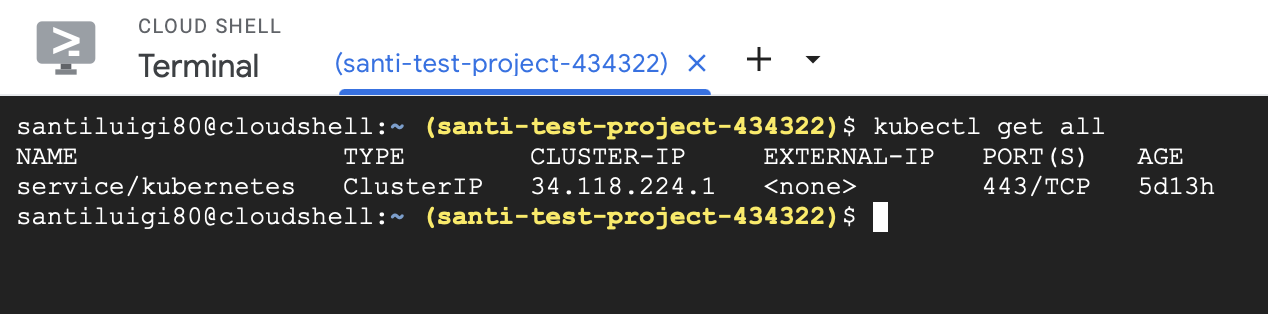 CLOUD SHELL
Terminal
(santi-test-project-434322)
santiluigi80@cloudshell:~ (santi-test-project-434322)$ kubectl get all
NAME TYPE CLUSTER-IP EXTERNAL-IP PORT(S) AGE
service/kubernetes ClusterIP 34.118.224.1 <none> 443/TCP 5d13h
santiluigi80@cloudshell:~ (santi-test-project-434322)$